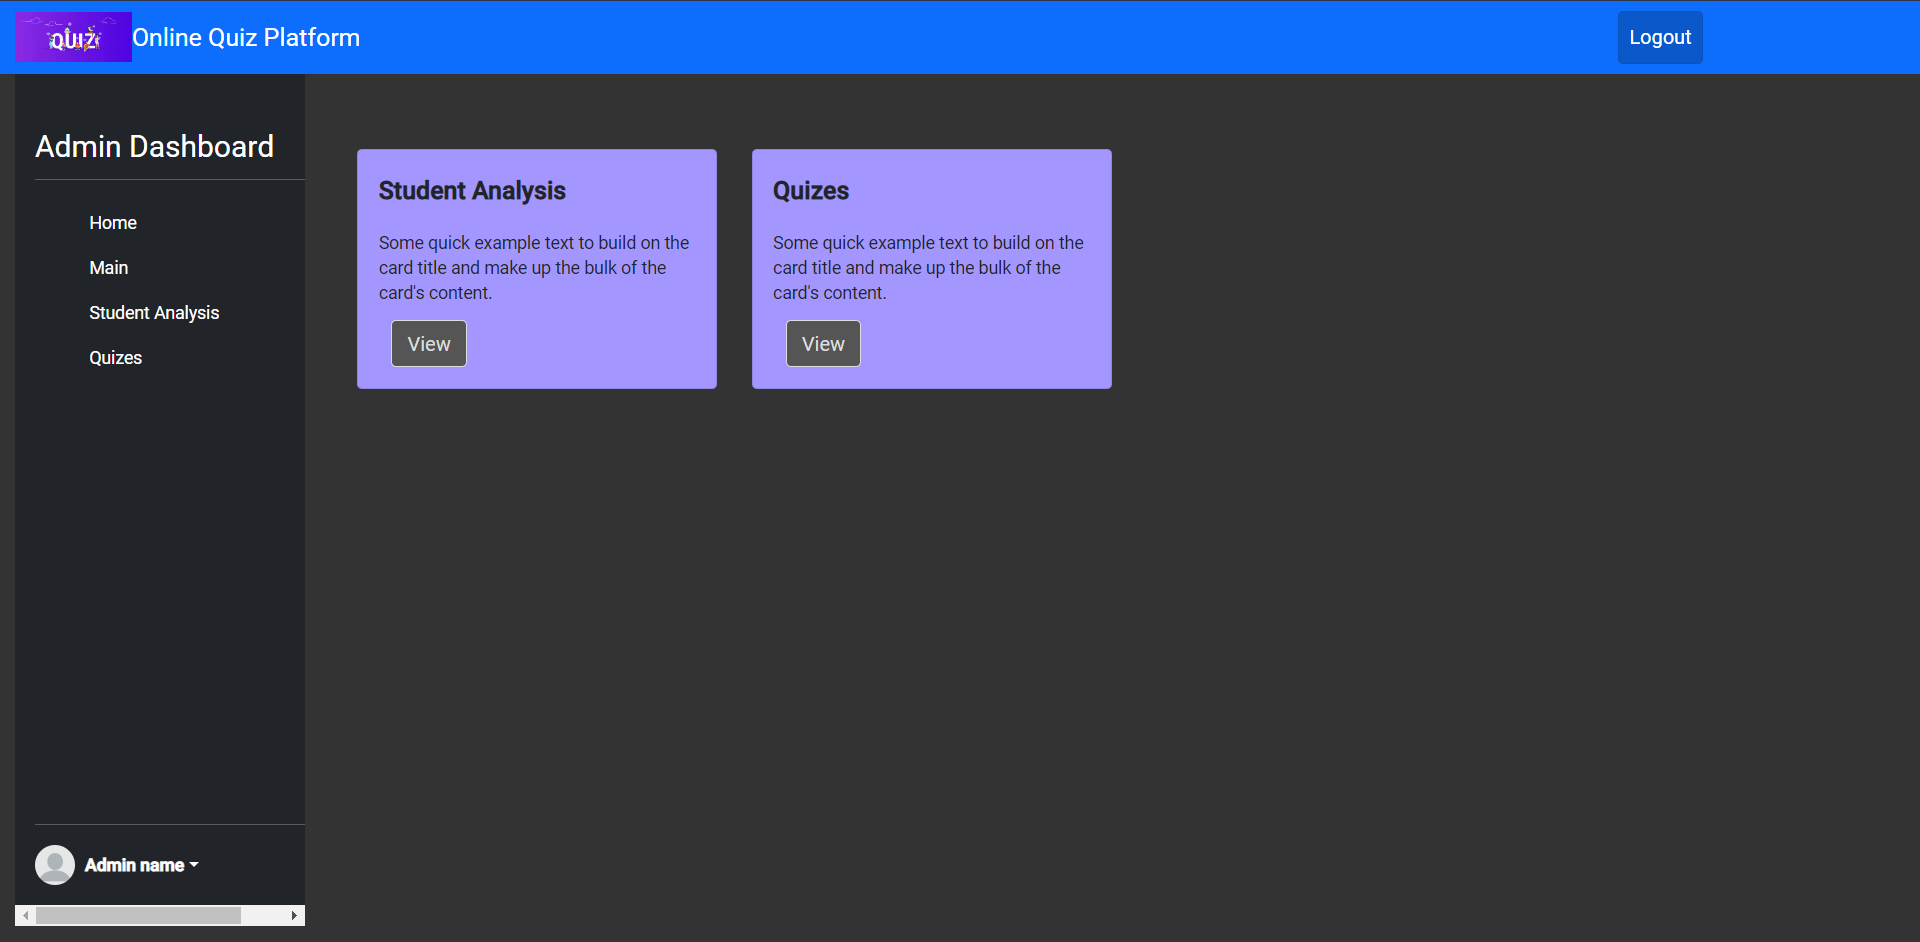 QUIZ
Online Quiz Platform
Logout
Admin Dashboard
Home
Main
Student Analysis
Quizes
Admin name
Student Analysis
Some quick example text to build on the
card title and make up the bulk of the
card's content.
View
Quizes
Some quick example text to build on the
card title and make up the bulk of the
card's content.
View